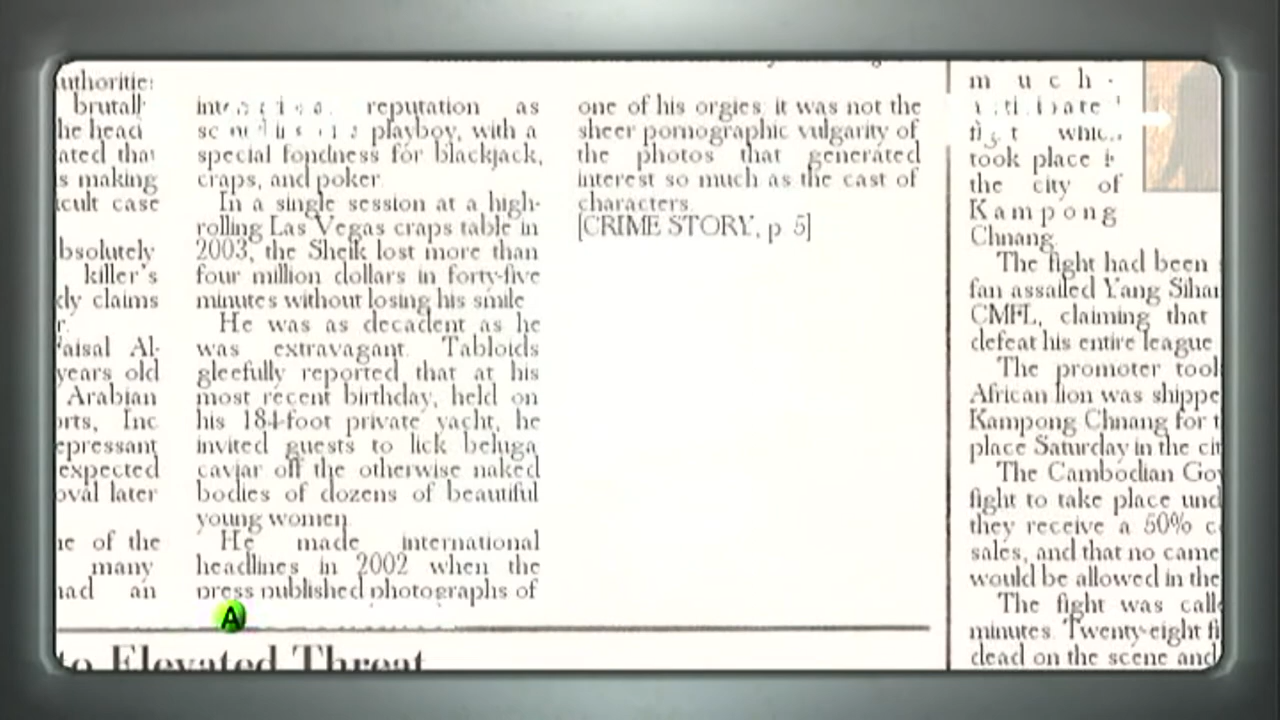 authorities
brutall
he head
ated that
s making
icult case
bsolutely
killer's
dly claims
r.
Faisal Al-
years old
Arabian
orts, Inc
epressant
expected
oval later
ne of the
many
had an
reputation as
playboy, with a
special fondness for blackjack,
craps, and poker.
In a single session at a high-
rolling Las Vegas craps table in
2003, the Sheik lost more than
four million dollars in forty-five
minutes without losing his smile
He was as decadent as he
was extravagant. Tabloids
gleefully reported that at his
most recent birthday, held on
his 184-foot private yacht, he
invited guests to lick beluga
caviar off the otherwise naked
bodies of dozens of beautiful
young women.
He made international
headlines in 2002 when the
press published photographs of
one of his orgies; it was not the
sheer pornographic vulgarity of
the photos that generated
interest so much as the cast of
characters.
[CRIME STORY, p. 5]
much-
which
took place i
the city of
Kampong
Chnang.
The fight had been
fan assailed Yang Sihar
CMFL, claiming that
defeat his entire league
The promoter took
African lion was shippe
Kampong Chnang for t
place Saturday in the cit
The Cambodian Gov
fight to take place und
they receive a 50% c
sales, and that no came
would be allowed in the
The fight was calle
minutes. Twenty-eight fi
dead on the scene and
A
to Elevated Threat